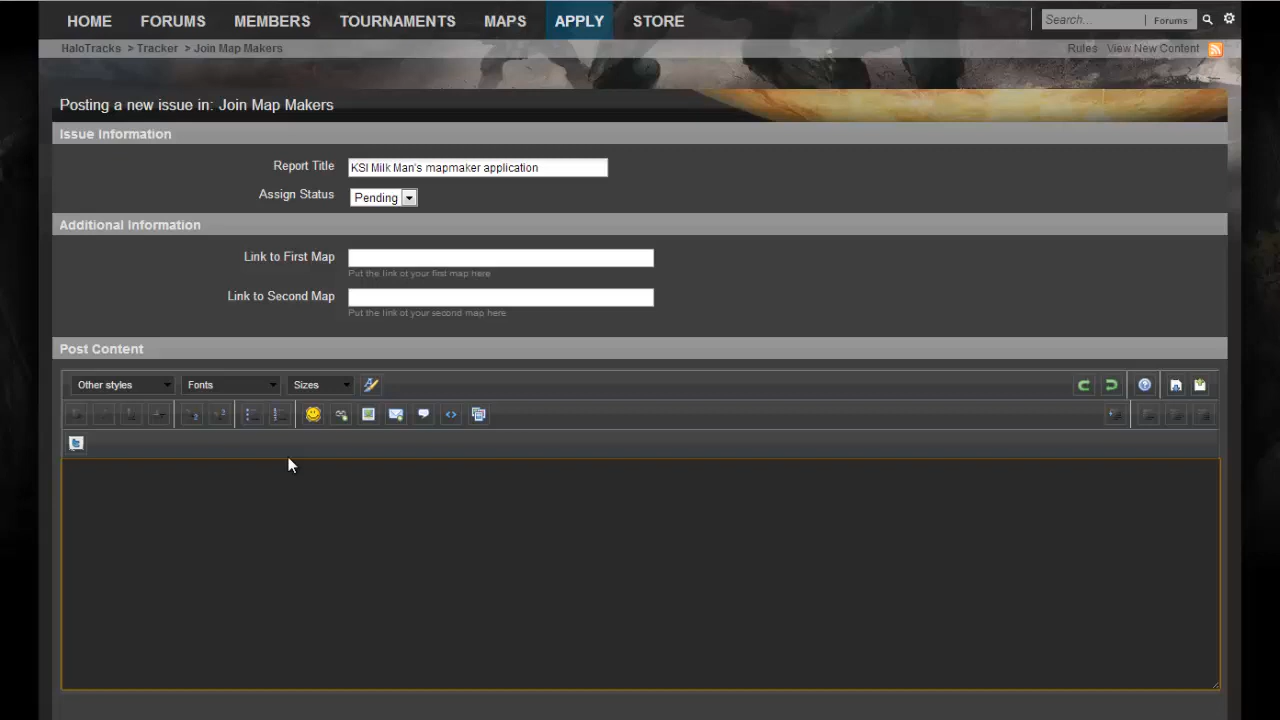 HOME FORUMS MEMBERS TOURNAMENTS MAPS APPLY STORE Search... Forums
HaloTracks > Tracker > Join Map Makers Rules View New Content
Posting a new issue in: Join Map Makers
Issue Information
Report Title KSI Milk Man's mapmaker application
Assign Status Pending
Additional Information
Link to First Map
Put the link ot your first map here
Link to Second Map
Put the link ot your second map here
Post Content
Other styles Fonts Sizes